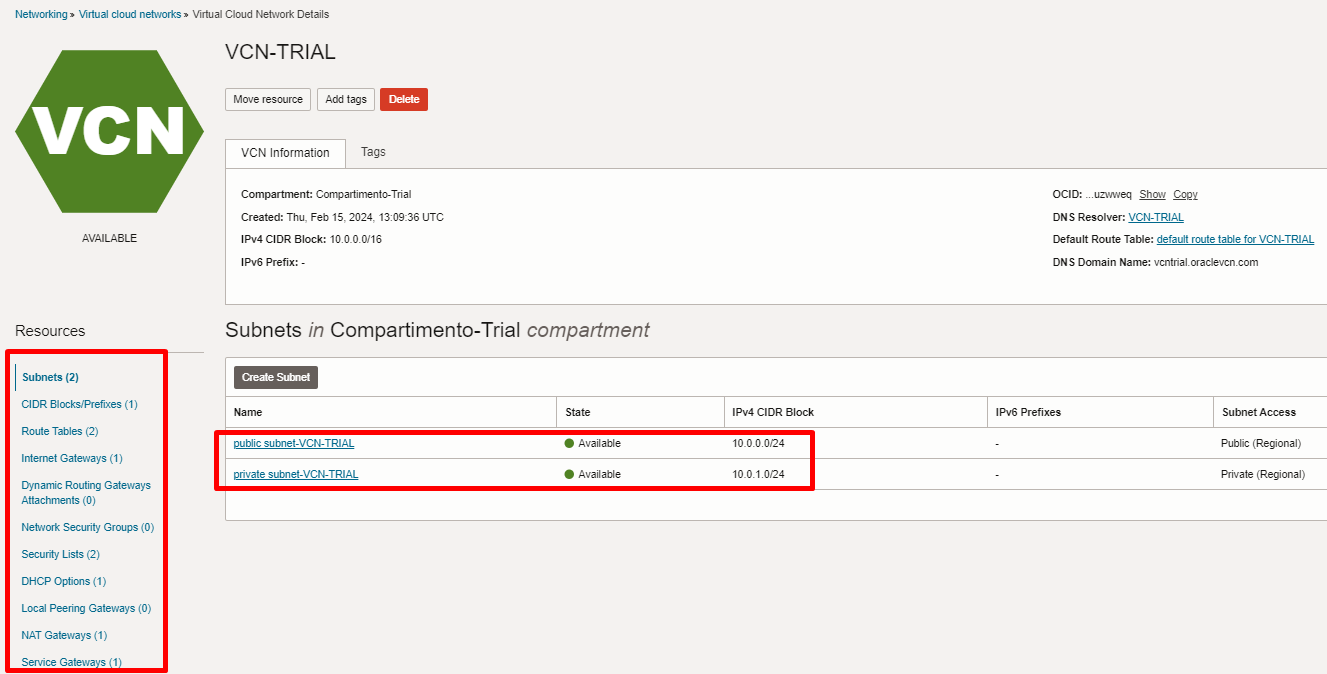 Networking » Virtual cloud networks » Virtual Cloud Network Details
VCN
AVAILABLE
VCN-TRIAL
Move resource Add tags Delete
VCN Information Tags
Compartment: Compartimento-Trial
Created: Thu, Feb 15, 2024, 13:09:36 UTC
IPv4 CIDR Block: 10.0.0.0/16
IPv6 Prefix: -
OCID: ...uzwweq Show Copy
DNS Resolver: VCN-TRIAL
Default Route Table: default route table for VCN-TRIAL
DNS Domain Name: vcntrial.oraclevcn.com
Resources
Subnets (2)
CIDR Blocks/Prefixes (1)
Route Tables (2)
Internet Gateways (1)
Dynamic Routing Gateways
Attachments (0)
Network Security Groups (0)
Security Lists (2)
DHCP Options (1)
Local Peering Gateways (0)
NAT Gateways (1)
Service Gateways (1)
Subnets in Compartimento-Trial compartment
Create Subnet
Name State IPv4 CIDR Block IPv6 Prefixes Subnet Access
public subnet-VCN-TRIAL Available 10.0.0.0/24 - Public (Regional)
private subnet-VCN-TRIAL Available 10.0.1.0/24 - Private (Regional)